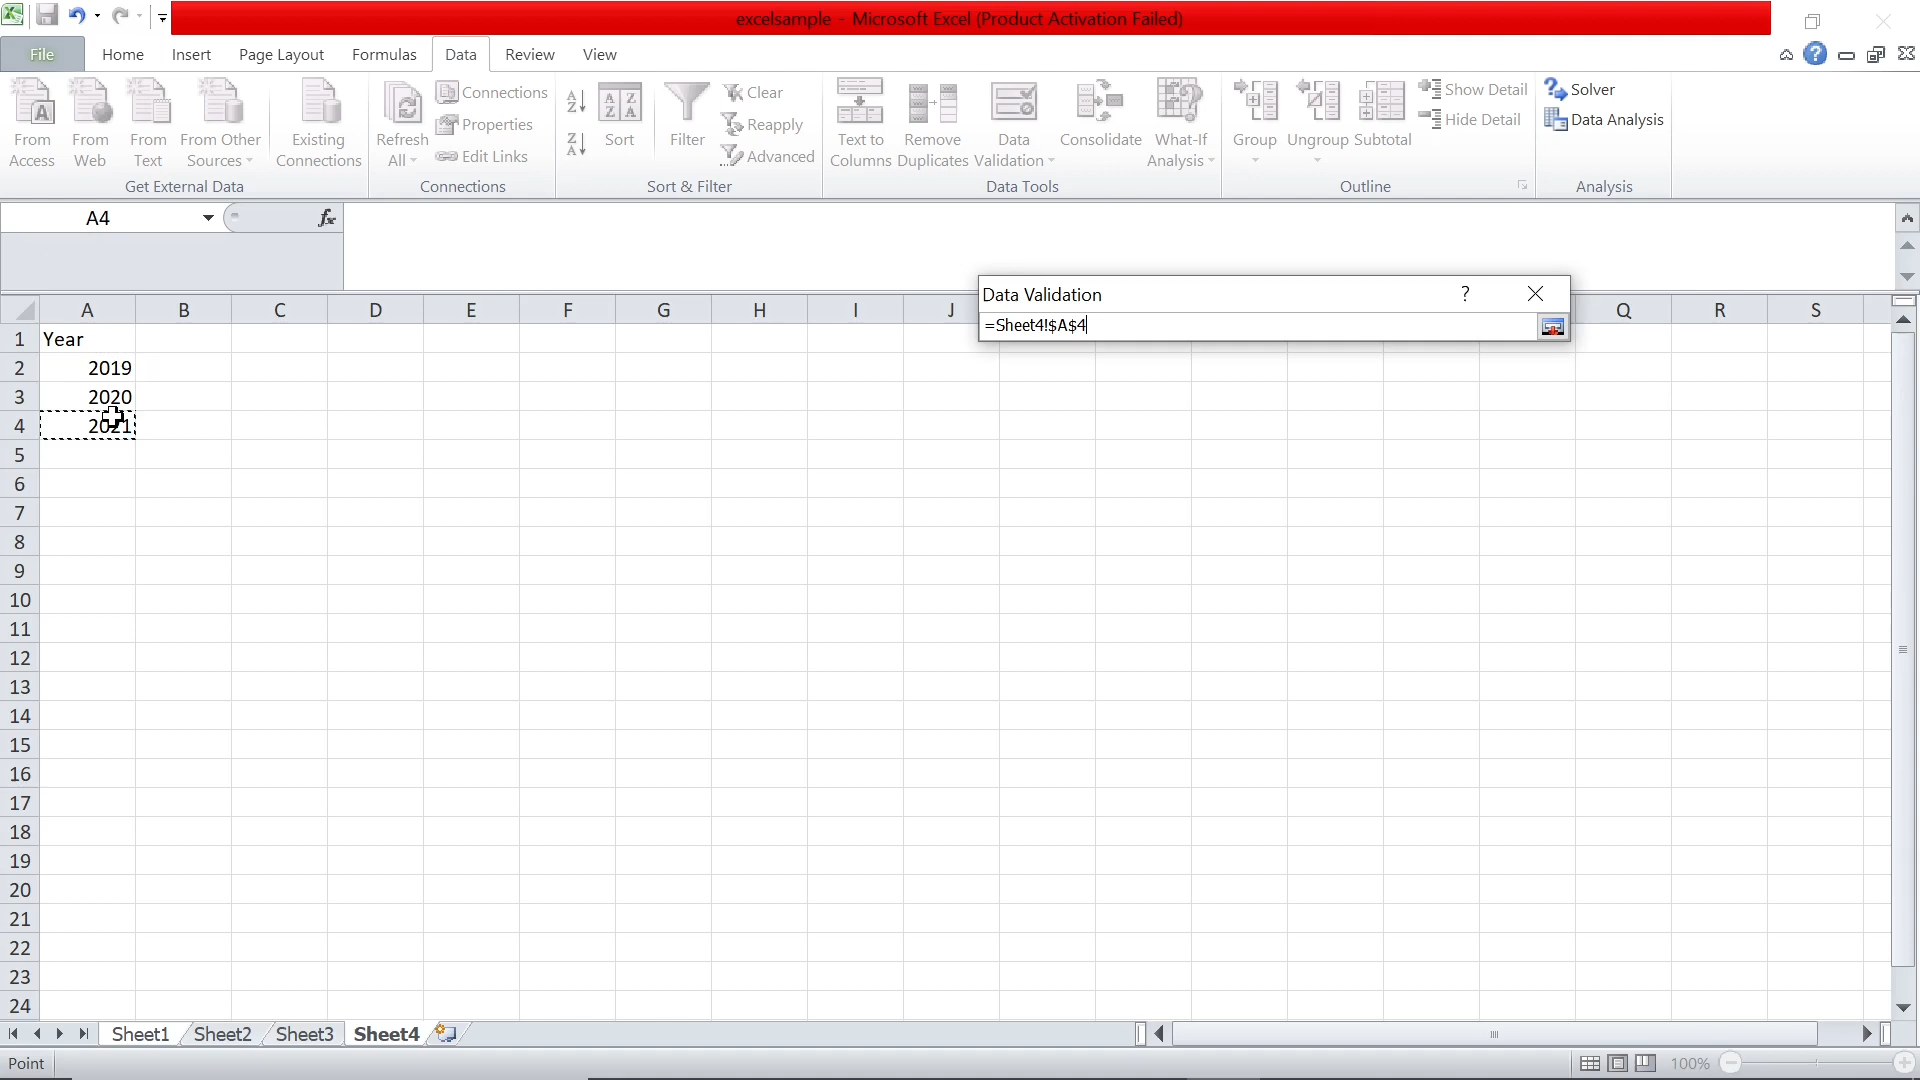 excelsample - Microsoft Excel (Product Activation Failed)
File Home Insert Page Layout Formulas Data Review View
From Access
From Web
From Text
From Other Sources
Existing Connections
Get External Data
Refresh All
Connections
Properties
Edit Links
Connections
Sort
Filter
Clear
Reapply
Advanced
Sort & Filter
Text to Columns
Remove Duplicates
Data Validation
Consolidate
What-If Analysis
Data Tools
Group
Ungroup
Subtotal
Show Detail
Hide Detail
Outline
Solver
Data Analysis
Analysis
A4
fx
Data Validation ?
=Sheet4!$A$4
A B C D E F G H I J Q R S
1 Year
2 2019
3 2020
4 2021
5
6
7
8
9
10
11
12
13
14
15
16
17
18
19
20
21
22
23
24
Sheet1 Sheet2 Sheet3 Sheet4
Point
100%